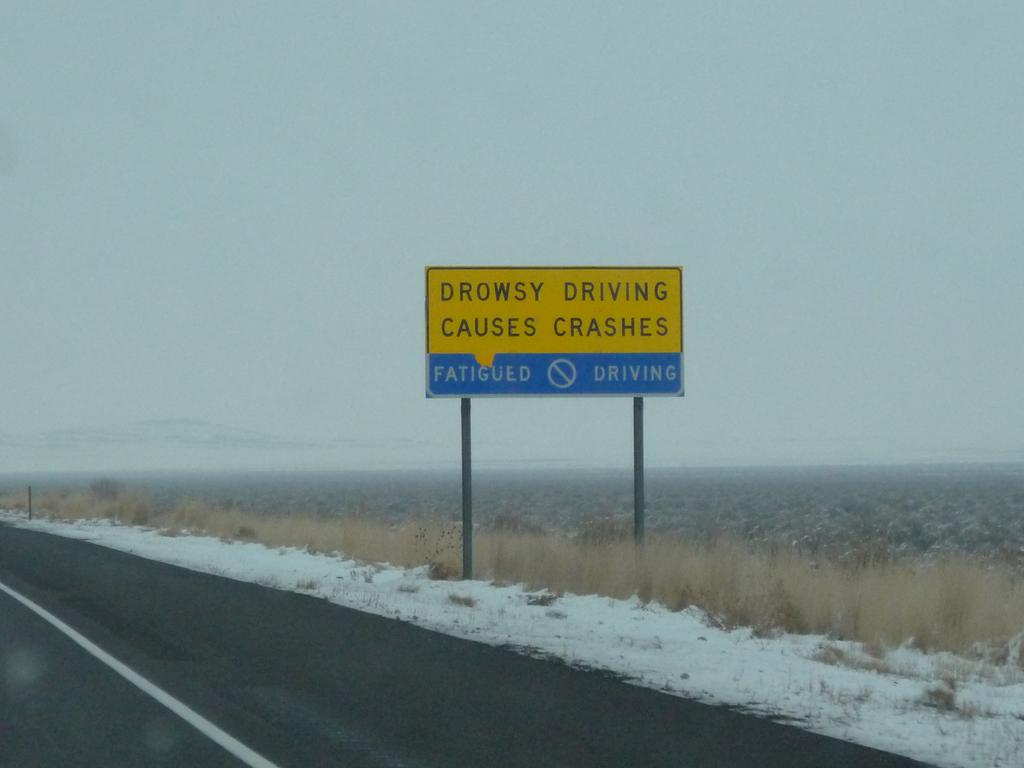 DROWSY DRIVING
CAUSES CRASHES
FATIGUED DRIVING